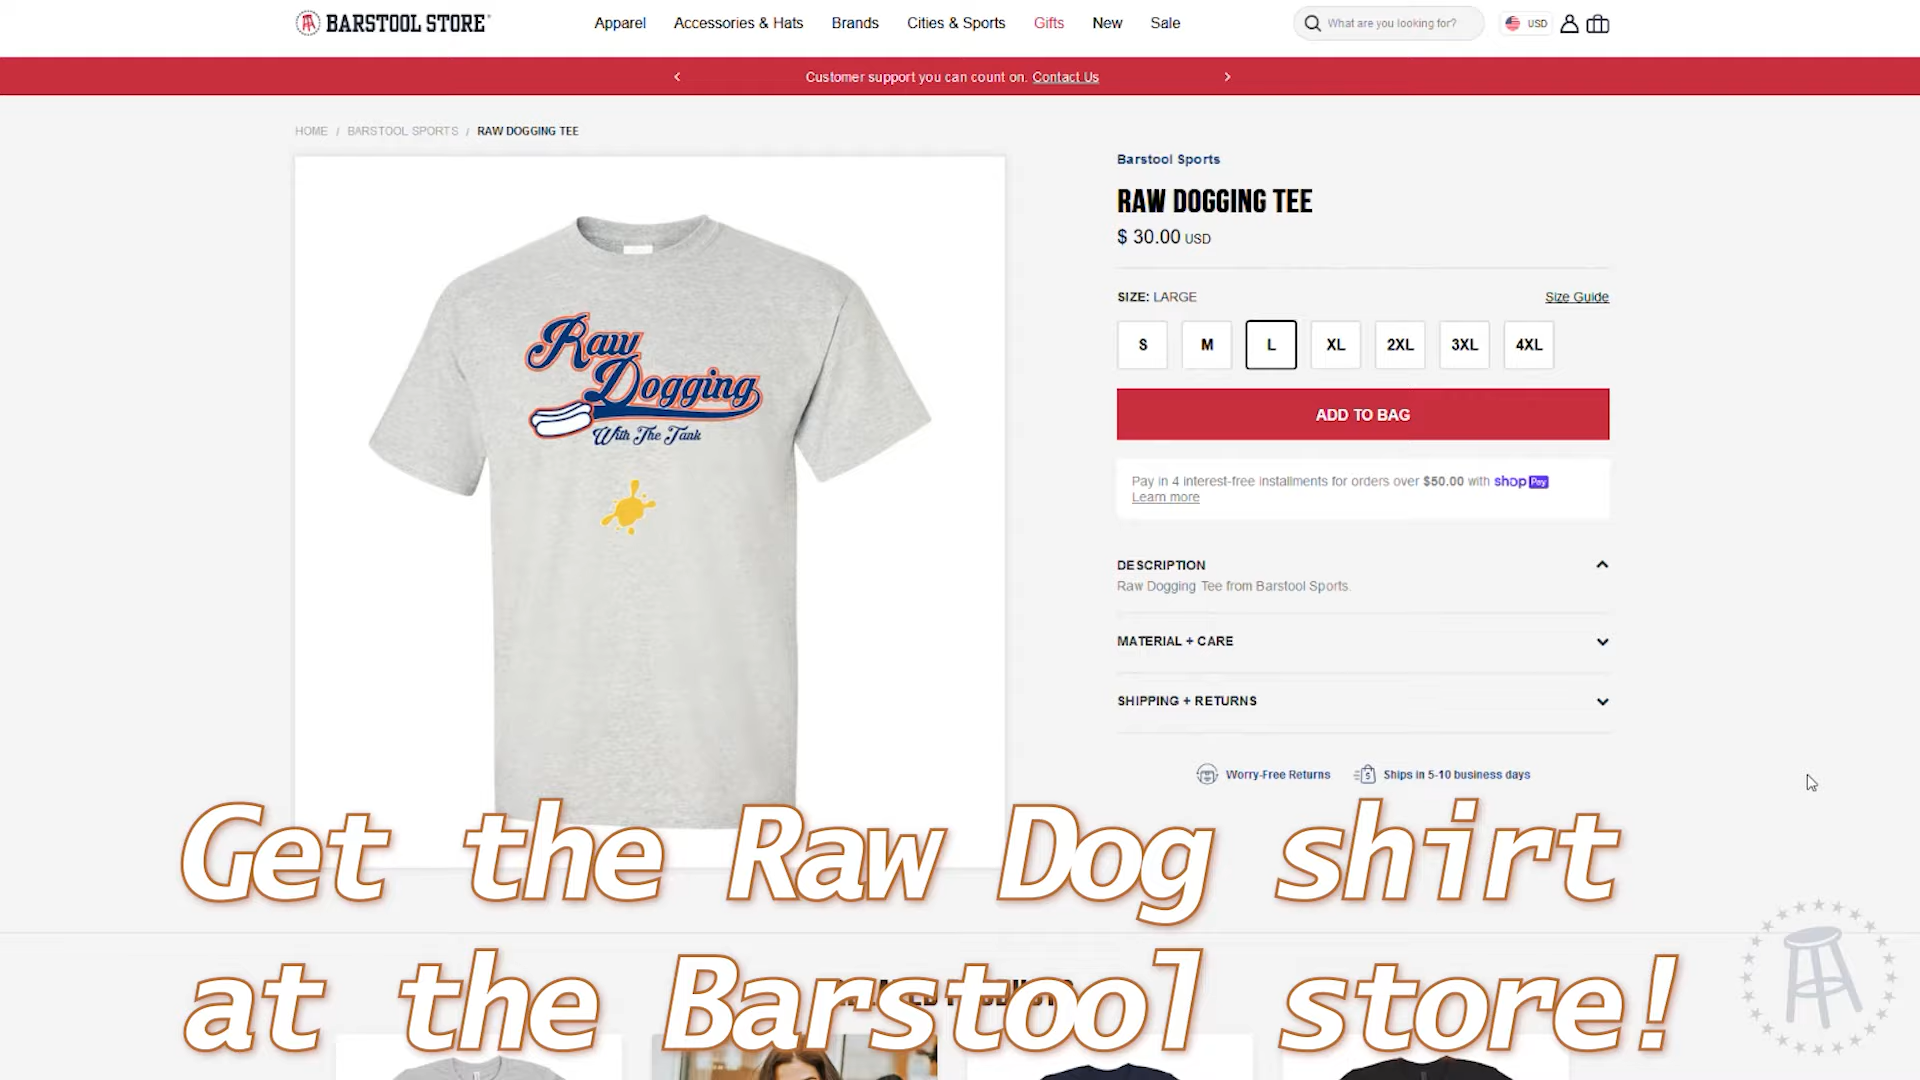 BARSTOOL STORE
Apparel Accessories & Hats Brands Cities & Sports Gifts New Sale
What are you looking for?
USD
Customer support you can count on. Contact Us
HOME / BARSTOOL SPORTS / RAW DOGGING TEE
Barstool Sports
RAW DOGGING TEE
$ 30.00 USD
SIZE: LARGE
Size Guide
S M L XL 2XL 3XL 4XL
ADD TO BAG
Pay in 4 interest-free installments for orders over $50.00 with shop Pay
Learn more
DESCRIPTION
Raw Dogging Tee from Barstool Sports.
MATERIAL + CARE
SHIPPING + RETURNS
Worry-Free Returns
Ships in 5-10 business days
Raw
Dogging
With The Tank
Get the Raw Dog shirt
at the Barstool store!